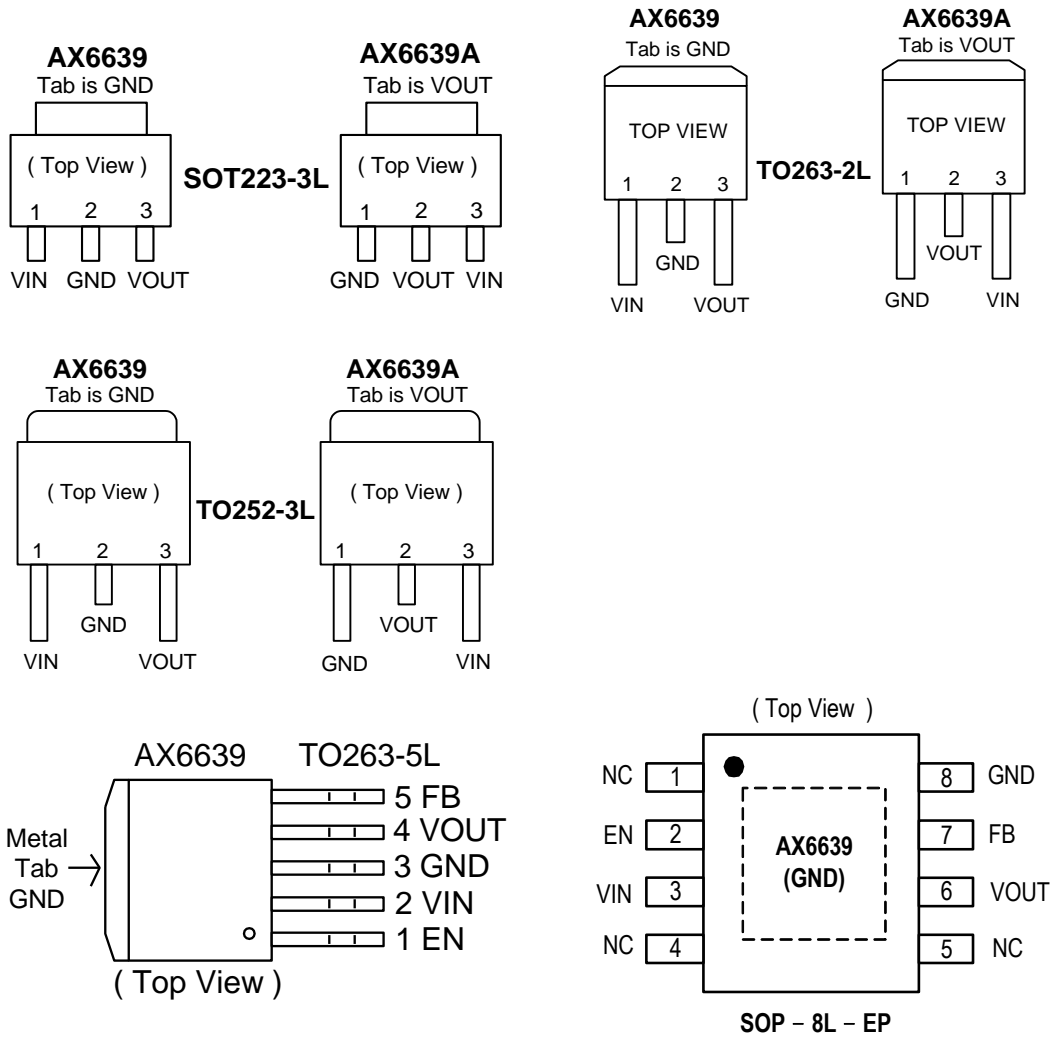 AX6639
Tab is GND
( Top View )
1 2 3
VIN GND VOUT
SOT223-3L
AX6639A
Tab is VOUT
( Top View )
1 2 3
GND VOUT VIN
AX6639
Tab is GND
TOP VIEW
1 2 3
GND
VIN VOUT
TO263-2L
AX6639A
Tab is VOUT
TOP VIEW
1 2 3
VOUT
GND VIN
AX6639
Tab is GND
( Top View )
1 2 3
GND
VIN VOUT
TO252-3L
AX6639A
Tab is VOUT
( Top View )
1 2 3
VOUT
GND VIN
AX6639 TO263-5L
Metal
Tab
GND
5 FB
4 VOUT
3 GND
2 VIN
1 EN
( Top View )
( Top View )
NC 1 8 GND
EN 2 7 FB
VIN 3 6 VOUT
NC 4 5 NC
AX6639
(GND)
SOP – 8L – EP